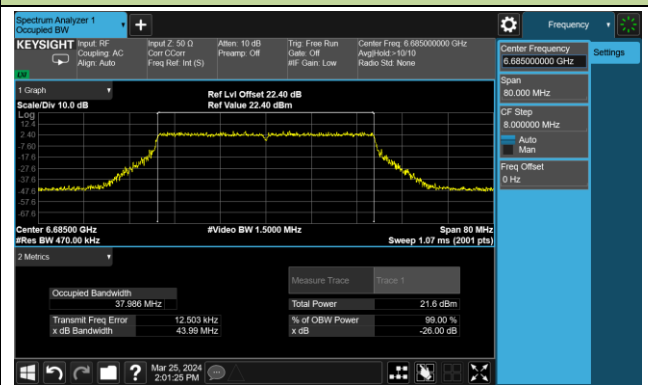 Spectrum Analyzer 1
Occupied BW
+
Frequency
KEYSIGHT
Input: RF
Coupling: AC
Align: Auto
Input Z: 50 Ω
Corr CCorr
Freq Ref: Int (S)
Atten: 10 dB
Preamp: Off
Trig: Free Run
Gate: Off
#IF Gain: Low
Center Freq: 6.685000000 GHz
Avg|Hold:>10/10
Radio Std: None
Center Frequency
6.685000000 GHz
Settings
Span
80.000 MHz
CF Step
8.000000 MHz
Auto
Man
Freq Offset
0 Hz
1 Graph
Scale/Div 10.0 dB
Ref Lvl Offset 22.40 dB
Ref Value 22.40 dBm
Log
12.4
2.40
-7.60
-17.6
-27.6
-37.6
-47.6
-57.6
-67.6
Center 6.68500 GHz
#Res BW 470.00 kHz
#Video BW 1.5000 MHz
Span 80 MHz
Sweep 1.07 ms (2001 pts)
2 Metrics
Measure Trace
Trace 1
Occupied Bandwidth
37.986 MHz
Total Power
21.6 dBm
Transmit Freq Error
12.503 kHz
% of OBW Power
99.00 %
x dB Bandwidth
43.99 MHz
x dB
-26.00 dB
?
Mar 25, 2024
2:01:25 PM